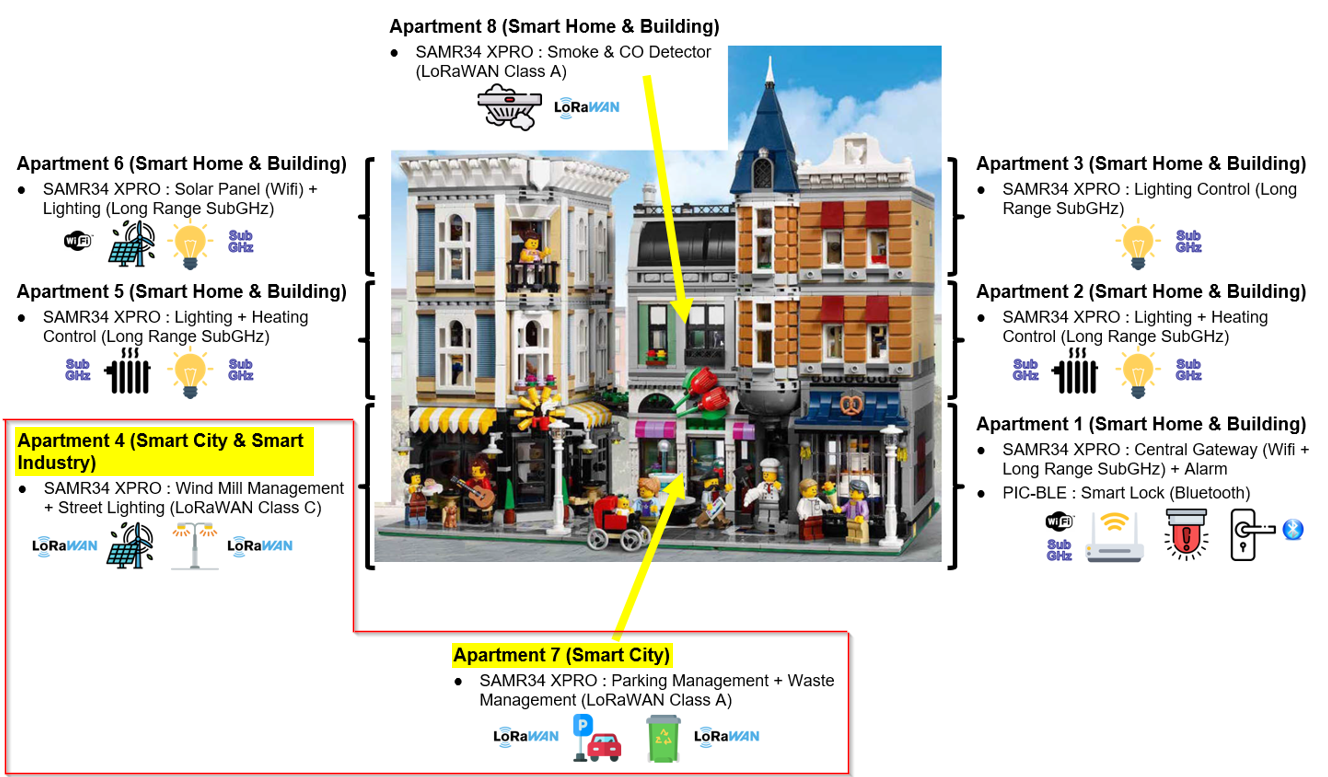 Apartment 8 (Smart Home & Building)
● SAMR34 XPRO : Smoke & CO Detector
(LoRaWAN Class A)
LoRaWAN
Apartment 6 (Smart Home & Building)
● SAMR34 XPRO : Solar Panel (Wifi) +
Lighting (Long Range SubGHz)
WiFi
Sub
GHz
Apartment 5 (Smart Home & Building)
● SAMR34 XPRO : Lighting + Heating
Control (Long Range SubGHz)
Sub
GHz
Sub
GHz
Apartment 4 (Smart City & Smart
Industry)
● SAMR34 XPRO : Wind Mill Management
+ Street Lighting (LoRaWAN Class C)
LoRaWAN
LoRaWAN
Apartment 3 (Smart Home & Building)
● SAMR34 XPRO : Lighting Control (Long
Range SubGHz)
Sub
GHz
Apartment 2 (Smart Home & Building)
● SAMR34 XPRO : Lighting + Heating
Control (Long Range SubGHz)
Sub
GHz
Sub
GHz
Apartment 1 (Smart Home & Building)
● SAMR34 XPRO : Central Gateway (Wifi +
Long Range SubGHz) + Alarm
● PIC-BLE : Smart Lock (Bluetooth)
WiFi
Sub
GHz
Apartment 7 (Smart City)
● SAMR34 XPRO : Parking Management + Waste
Management (LoRaWAN Class A)
LoRaWAN
P
LoRaWAN